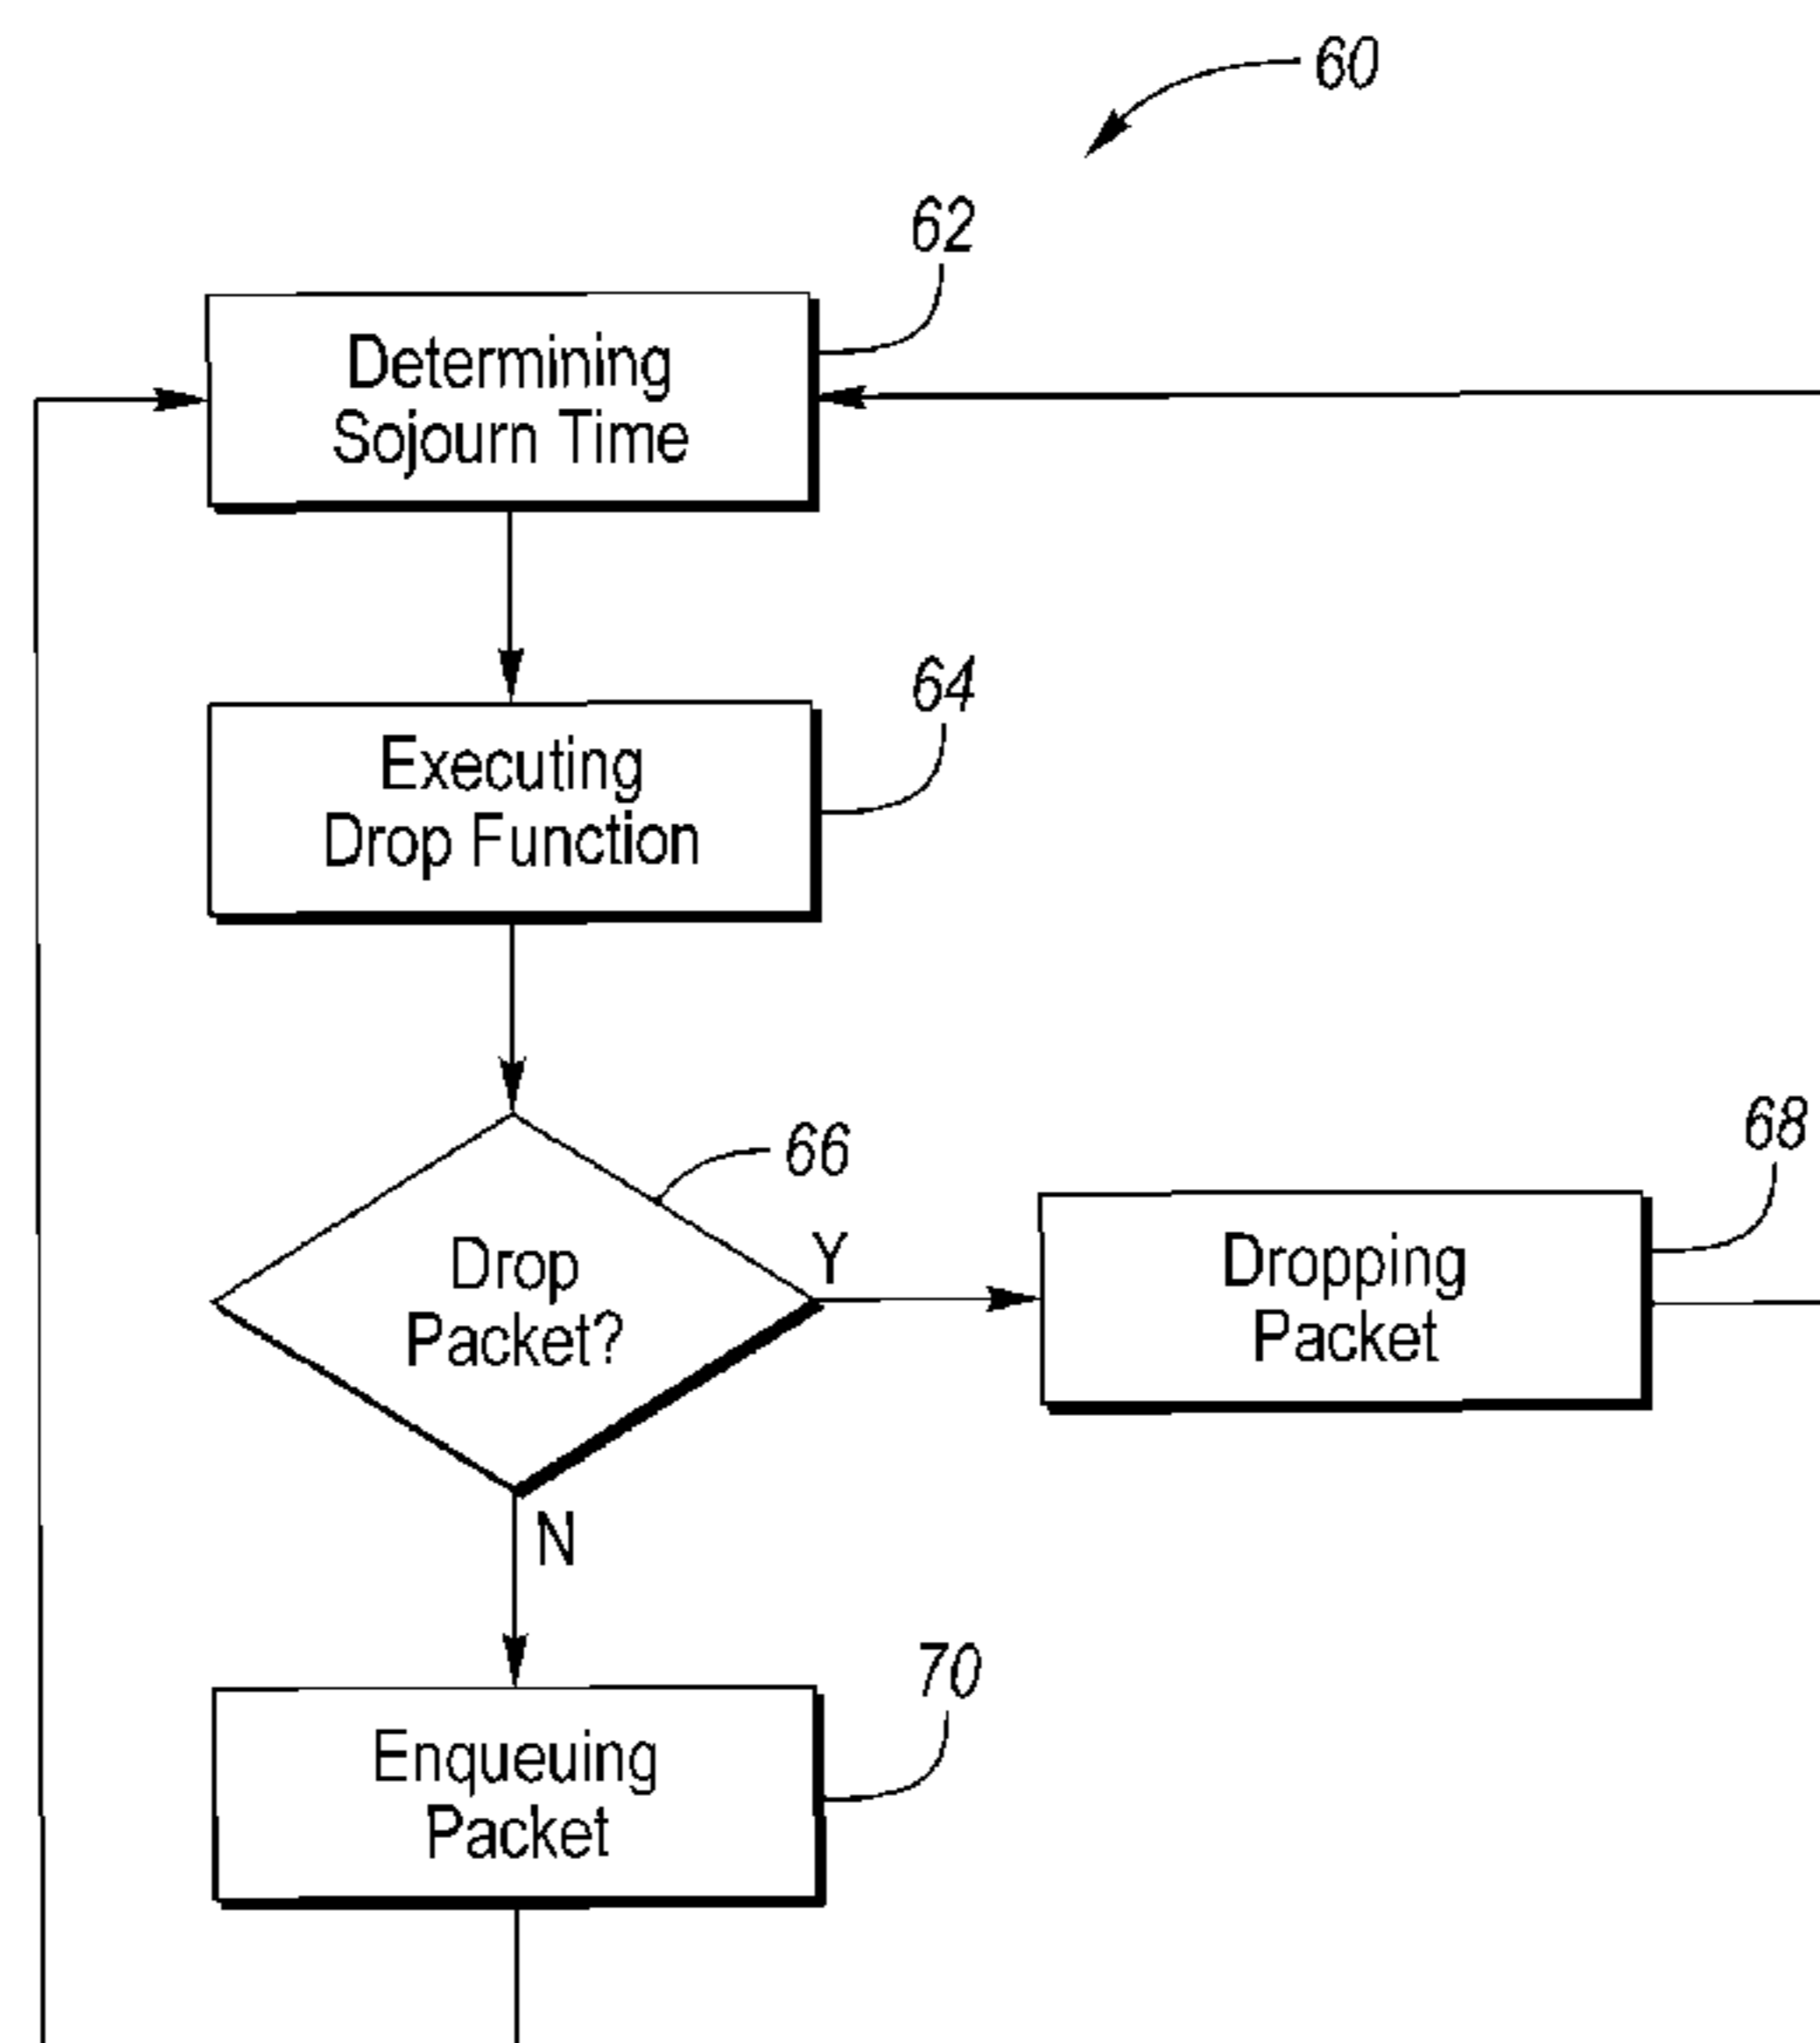 60
62
Determining
Sojourn Time
64
Executing
Drop Function
66
Drop
Packet?
Y
68
Dropping
Packet
N
70
Enqueuing
Packet